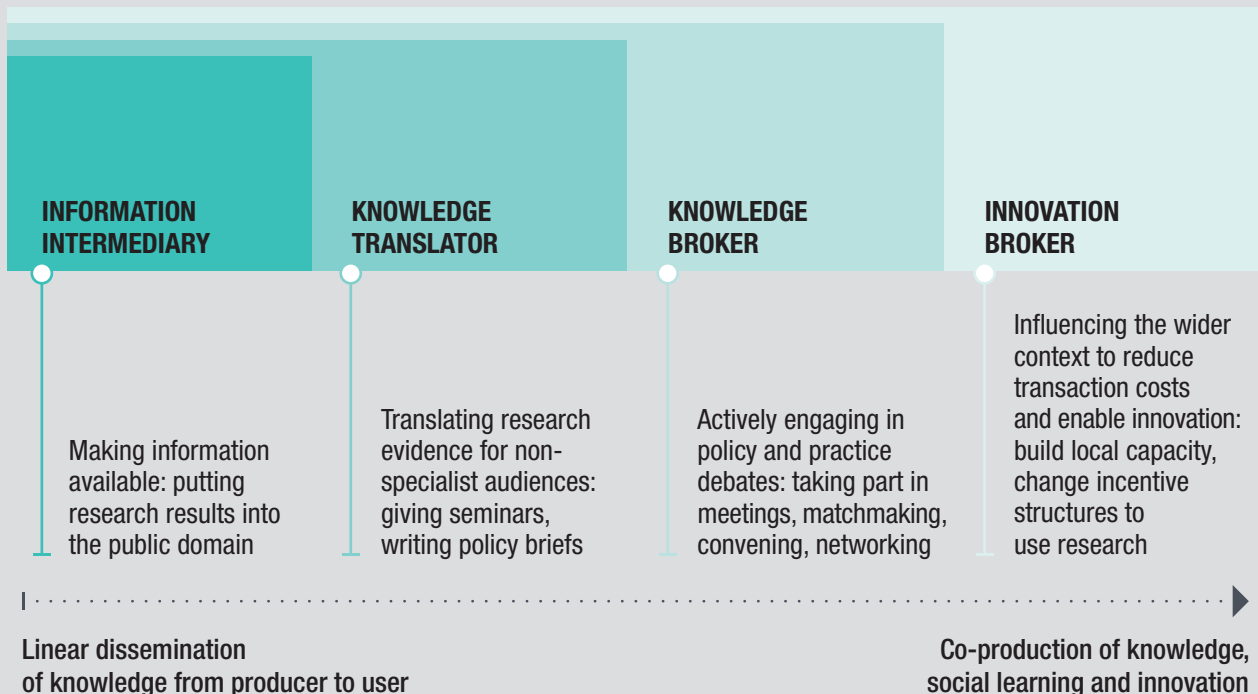 INFORMATION
INTERMEDIARY
KNOWLEDGE
TRANSLATOR
KNOWLEDGE
BROKER
INNOVATION
BROKER
Making information
available: putting
research results into
the public domain
Translating research
evidence for non-
specialist audiences:
giving seminars,
writing policy briefs
Actively engaging in
policy and practice
debates: taking part in
meetings, matchmaking,
convening, networking
Influencing the wider
context to reduce
transaction costs
and enable innovation:
build local capacity,
change incentive
structures to
use research
Linear dissemination
of knowledge from producer to user
Co-production of knowledge,
social learning and innovation